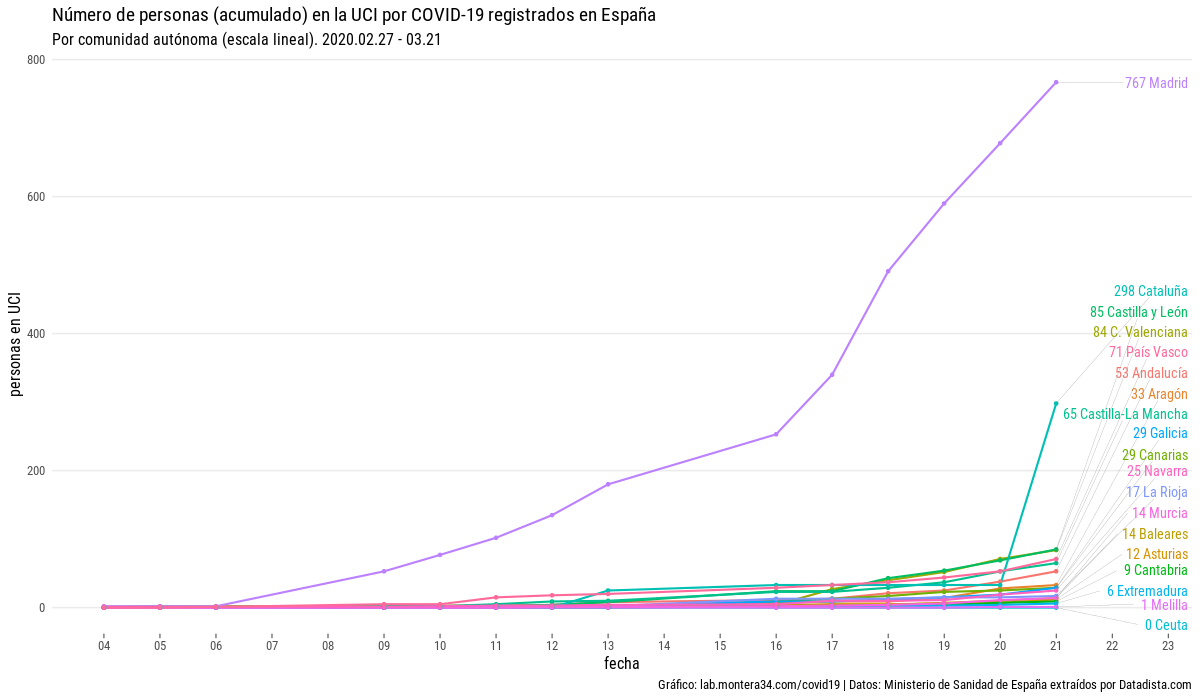 Número de personas (acumulado) en la UCI por COVID-19 registrados en España
Por comunidad autónoma (escala lineal). 2020.02.27 - 03.21
800
600
400
200
0
personas en UCI
767 Madrid
298 Cataluña
85 Castilla y León
84 C. Valenciana
71 País Vasco
53 Andalucía
33 Aragón
65 Castilla-La Mancha
29 Galicia
29 Canarias
25 Navarra
17 La Rioja
14 Murcia
14 Baleares
12 Asturias
9 Cantabria
6 Extremadura
1 Melilla
0 Ceuta
04 05 06 07 08 09 10 11 12 13 14 15 16 17 18 19 20 21 22 23
fecha
Gráfico: lab.montera34.com/covid19 | Datos: Ministerio de Sanidad de España extraídos por Datadista.com